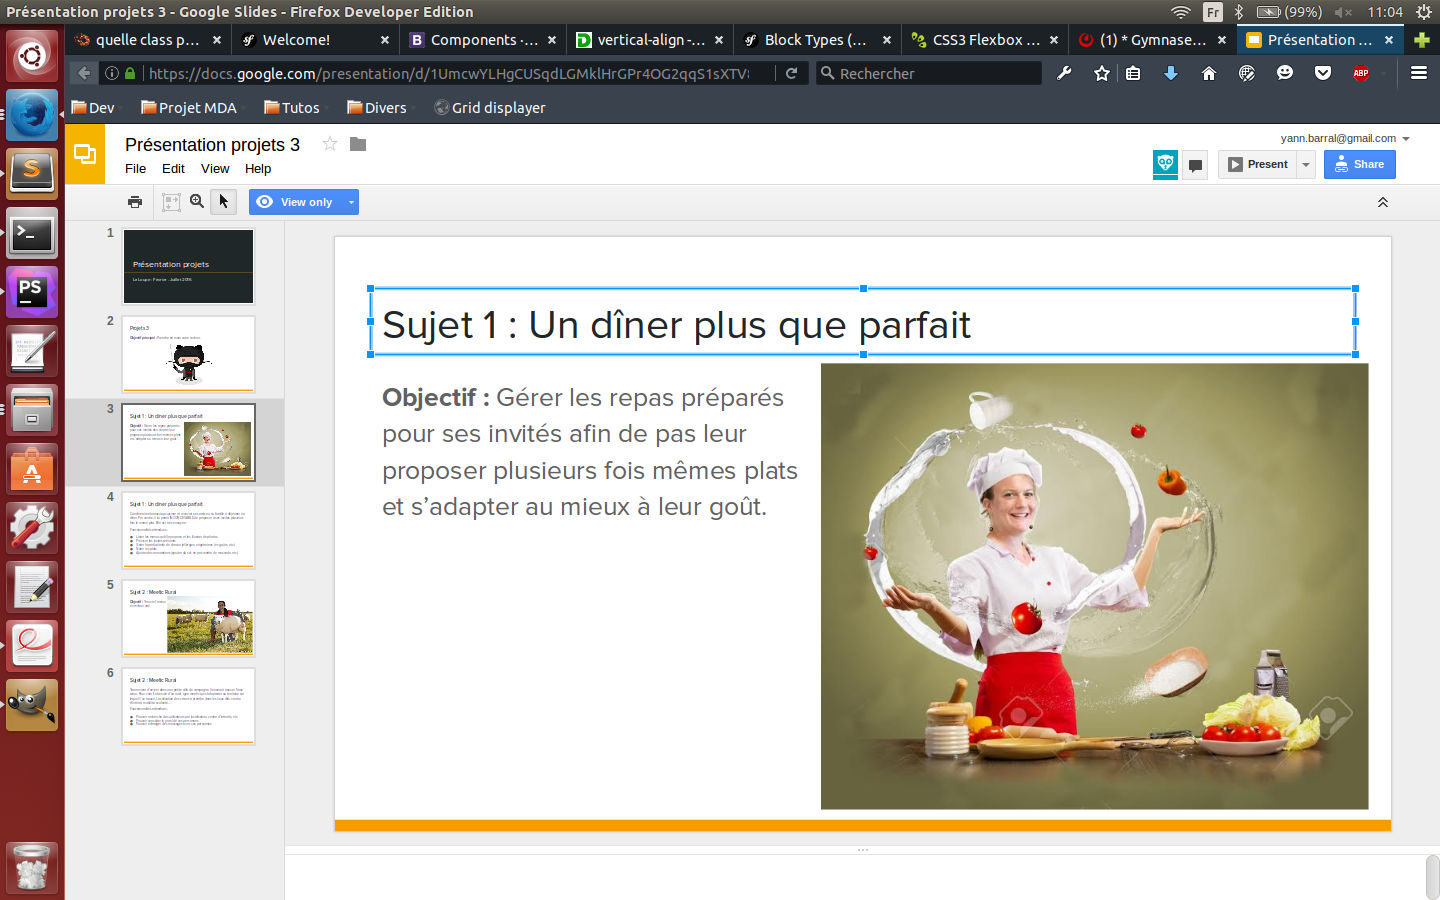 Présentation projets 3 - Google Slides - Firefox Developer Edition
Fr
(99%)
11:04
quelle class p...
Welcome!
Components ·...
vertical-align -...
Block Types (...
CSS3 Flexbox ...
(1) * Gymnase...
Présentation ...
https://docs.google.com/presentation/d/1UmcwYLHgCUSqdLGMklHrGPr4OG2qqS1sXTV
Rechercher
ABP
Dev
Projet MDA
Tutos
Divers
Grid displayer
Présentation projets 3
yann.barral@gmail.com
File
Edit
View
Help
Present
Share
View only
1
Présentation projets
2
Projets 3
3
Sujet 1 : Un dîner plus que parfait
4
Sujet 1 : Un dîner plus que parfait
5
Sujet 2 : Meetic Rural
6
Sujet 2 : Meetic Rural
Sujet 1 : Un dîner plus que parfait
Objectif : Gérer les repas préparés
pour ses invités afin de pas leur
proposer plusieurs fois mêmes plats
et s’adapter au mieux à leur goût.